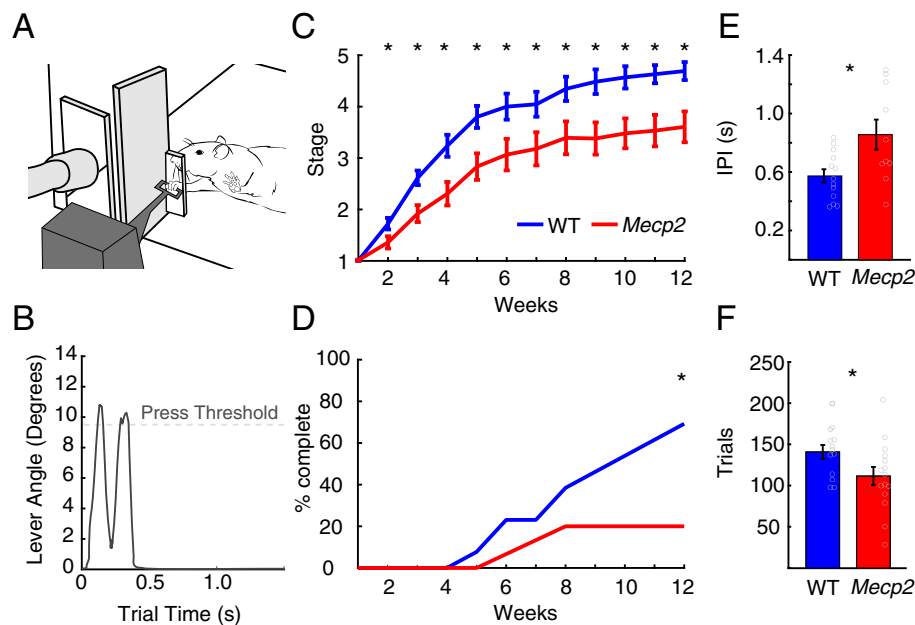 A
B
14
12
10
8
6
4
2
0
Press Threshold
Lever Angle (Degrees)
0
0.5
1.0
Trial Time (s)
C
* * * * * * * * * * *
5
4
3
2
1
Stage
WT
Mecp2
2 4 6 8 10 12
Weeks
D
100
80
60
40
20
0
% complete
*
2 4 6 8 10 12
Weeks
E
1.4
1.0
0.6
0.2
IPI (s)
*
WT Mecp2
F
250
200
150
100
50
Trials
*
WT Mecp2